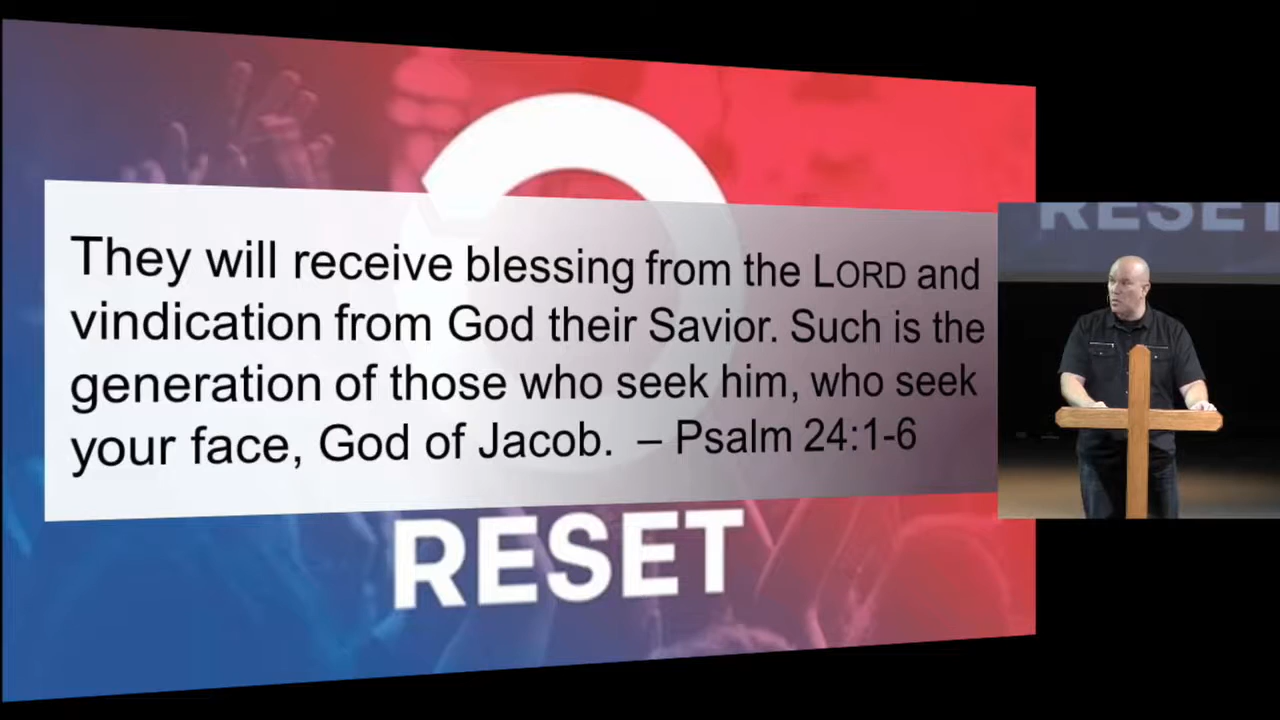 They will receive blessing from the LORD and
vindication from God their Savior. Such is the
generation of those who seek him, who seek
your face, God of Jacob. – Psalm 24:1-6
RESET
RESET